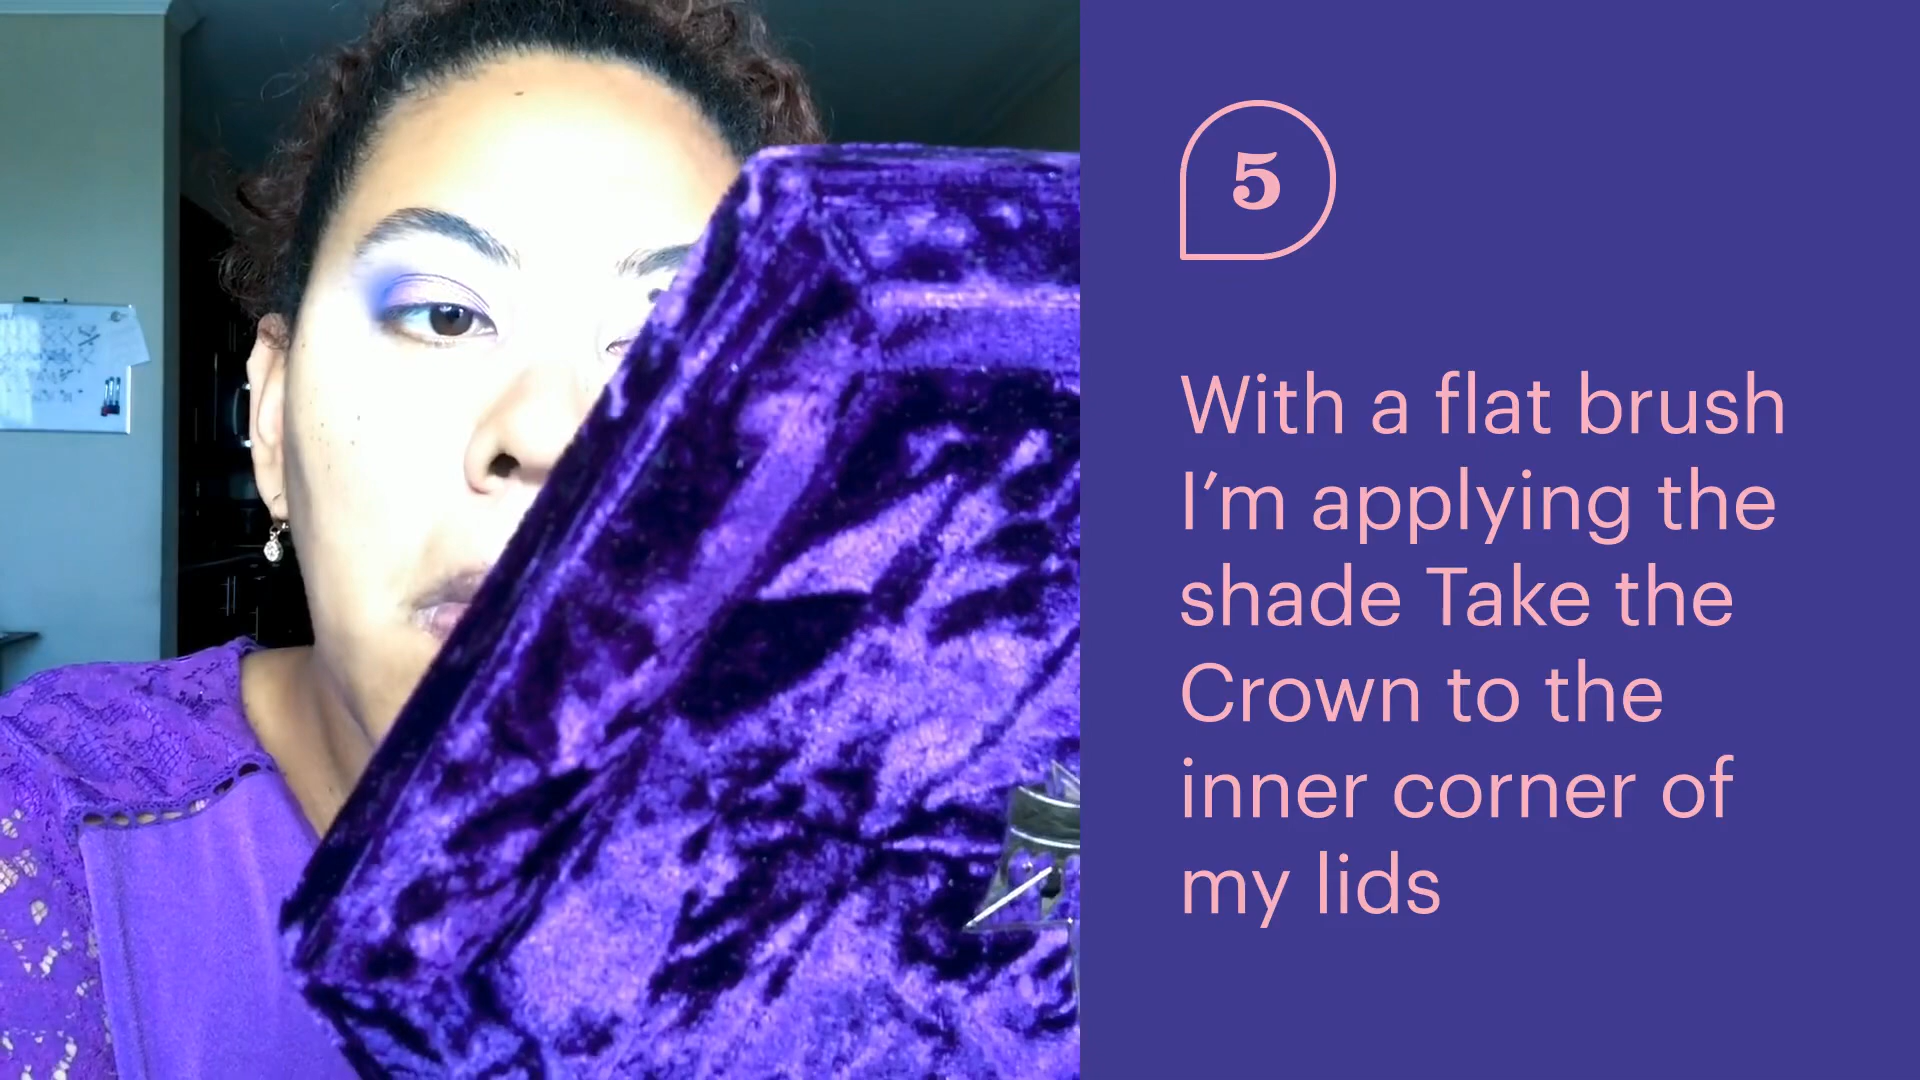 5
With a flat brush
I’m applying the
shade Take the
Crown to the
inner corner of
my lids